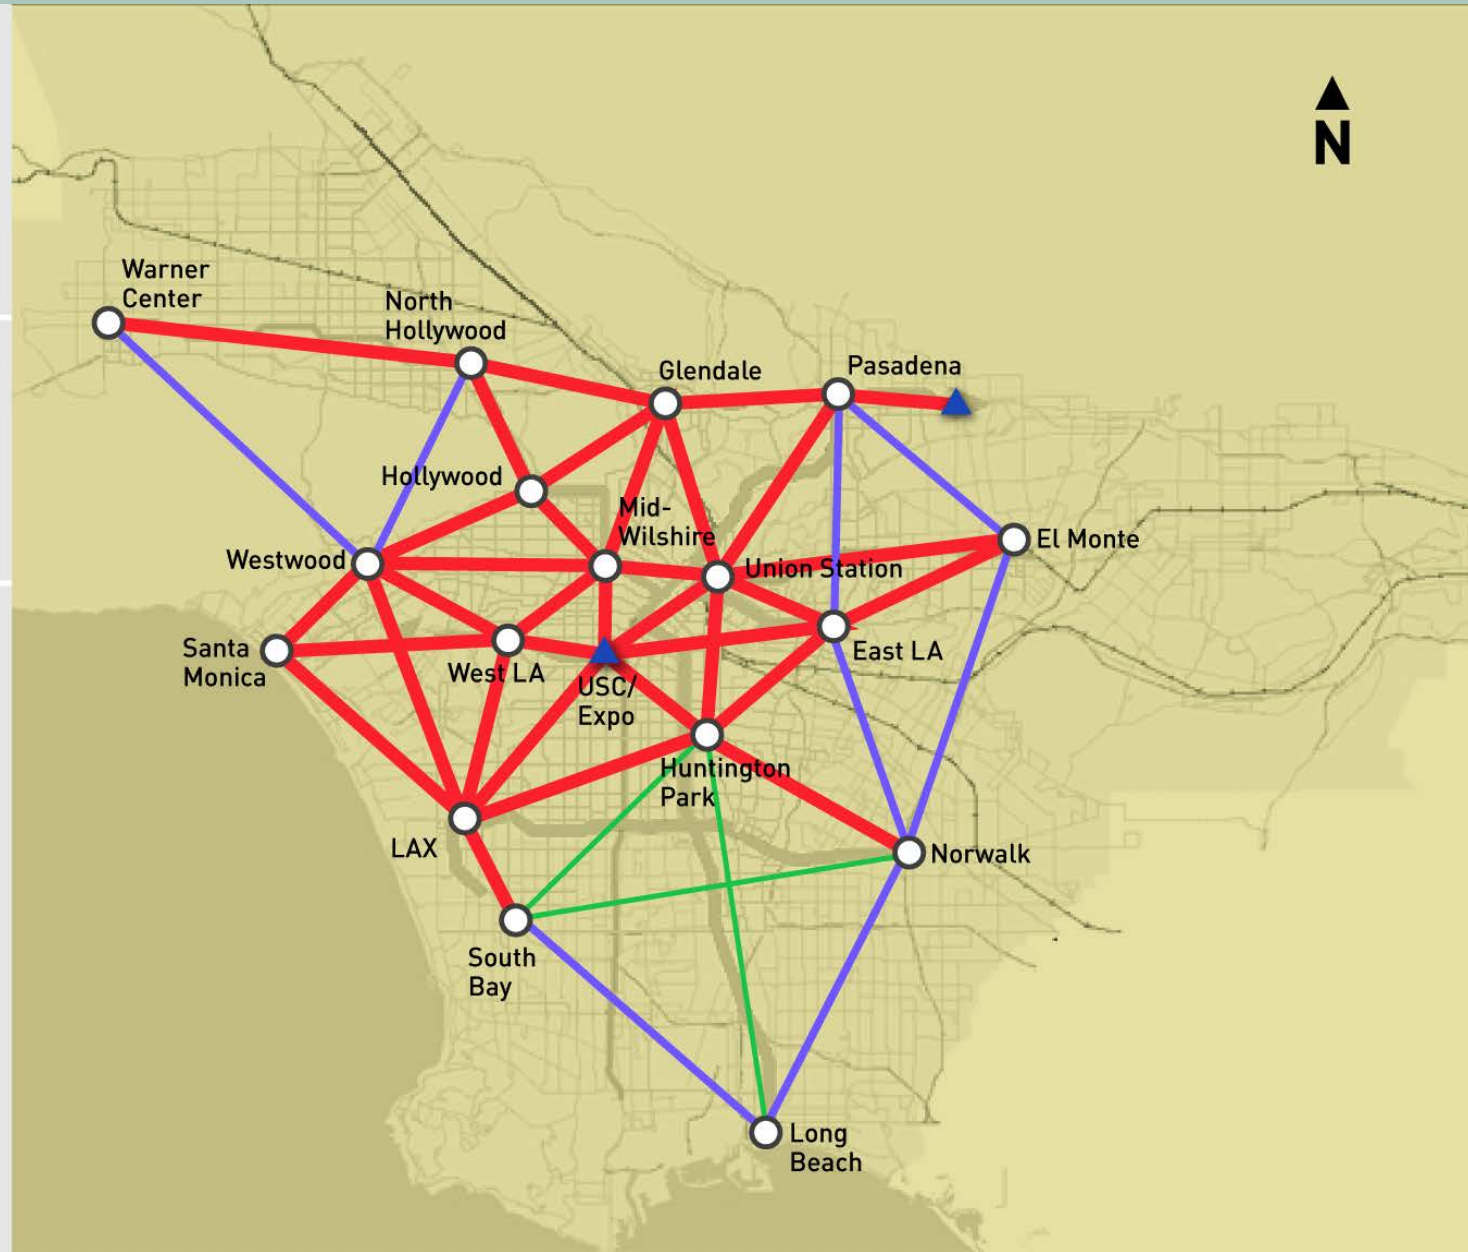 N
Warner
Center
North
Hollywood
Glendale
Pasadena
Hollywood
Mid-
Wilshire
El Monte
Westwood
Union Station
Santa
Monica
West LA
East LA
USC/
Expo
Huntington
Park
LAX
Norwalk
South
Bay
Long
Beach